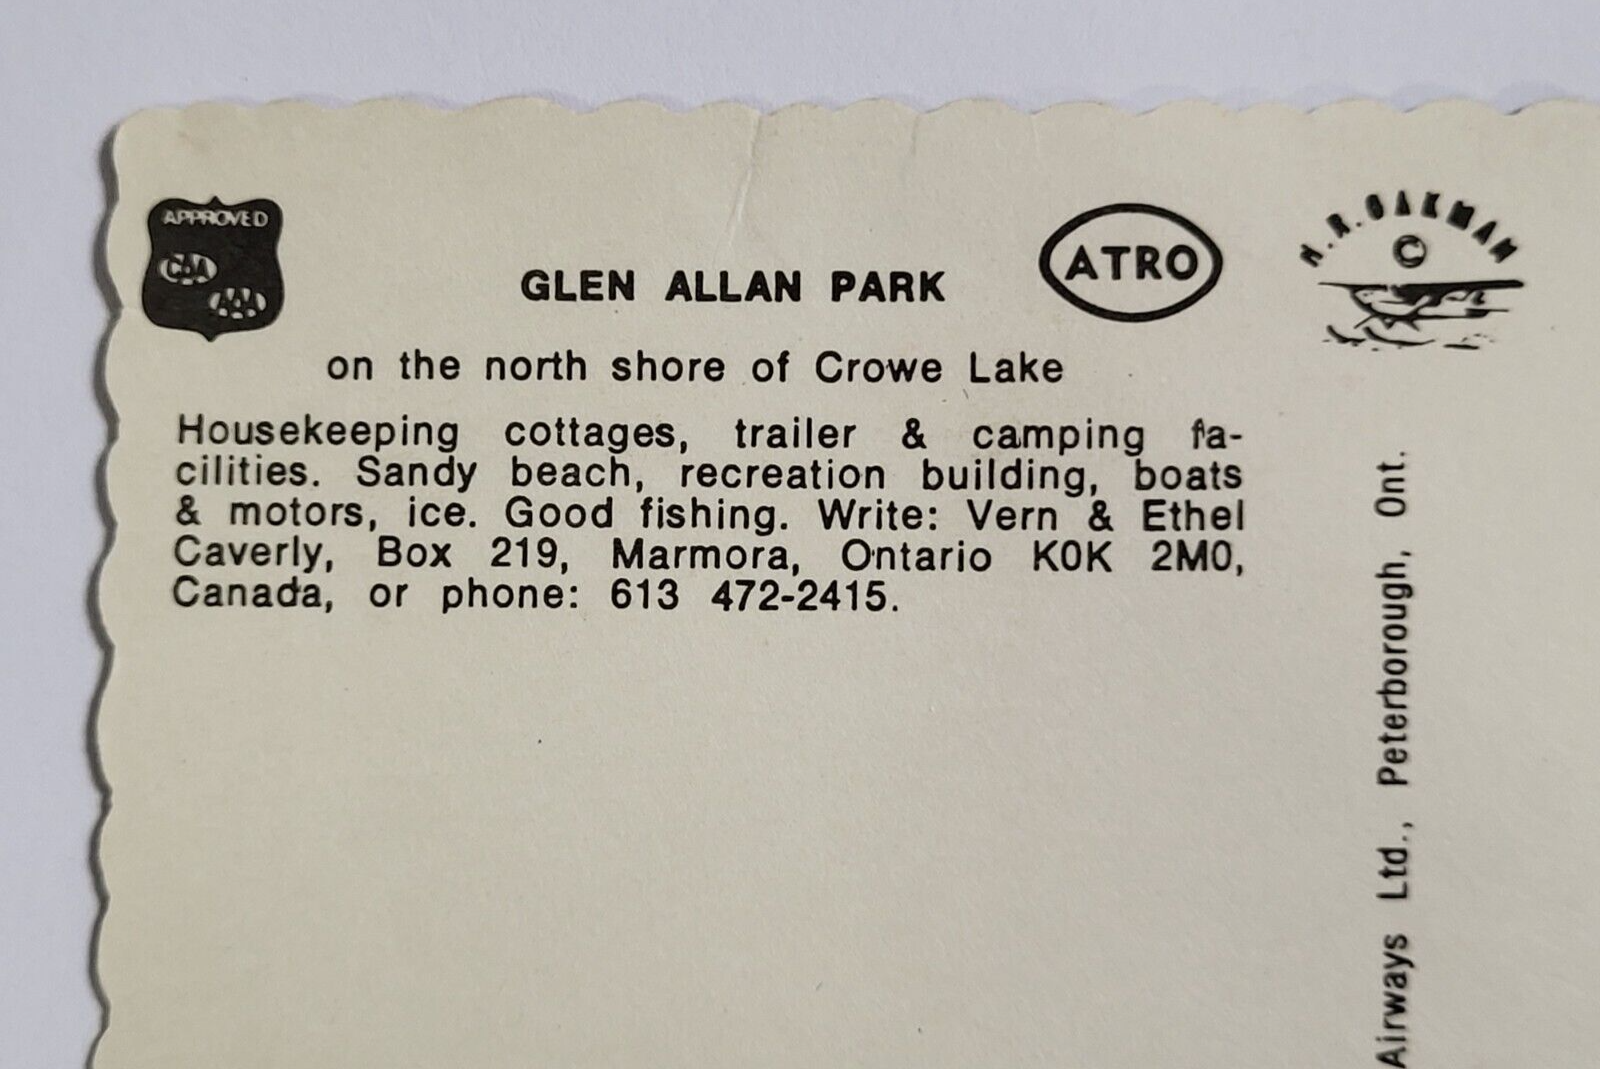 APPROVED
CAA
AAA
GLEN ALLAN PARK
ATRO
N.R. OAKMAN
©
on the north shore of Crowe Lake
Housekeeping cottages, trailer & camping fa-
cilities. Sandy beach, recreation building, boats
& motors, ice. Good fishing. Write: Vern & Ethel
Caverly, Box 219, Marmora, Ontario K0K 2M0,
Canada, or phone: 613 472-2415.
Airways Ltd., Peterborough, Ont.